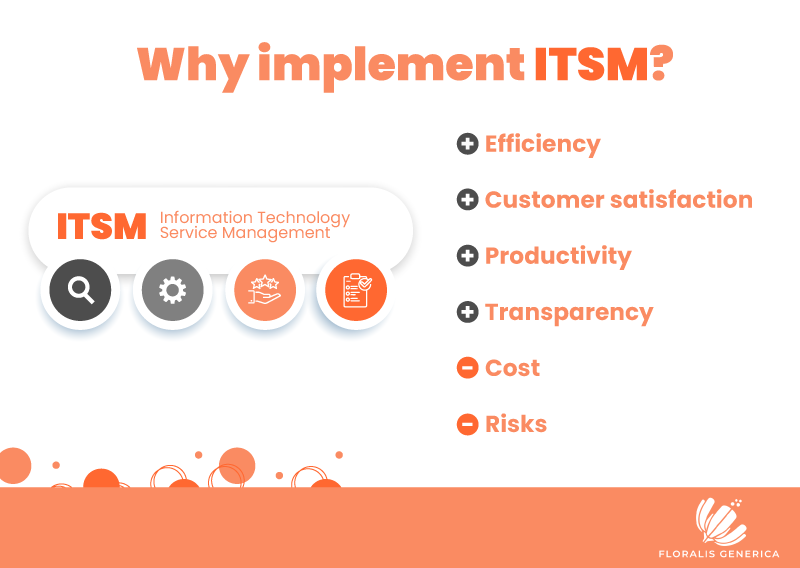 Why implement ITSM?
ITSM
Information Technology
Service Management
Efficiency
Customer satisfaction
Productivity
Transparency
Cost
Risks
FLORALIS GENERICA